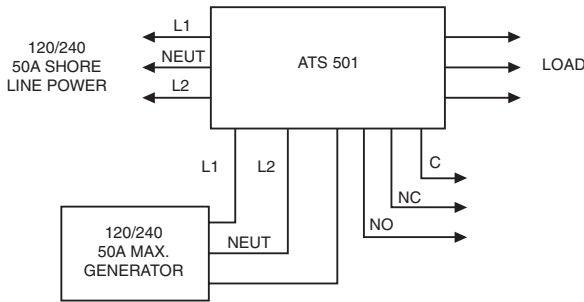 120/240
50A SHORE
LINE POWER
L1
NEUT
L2
ATS 501
LOAD
L1
L2
C
NC
NO
120/240
50A MAX.
GENERATOR
NEUT